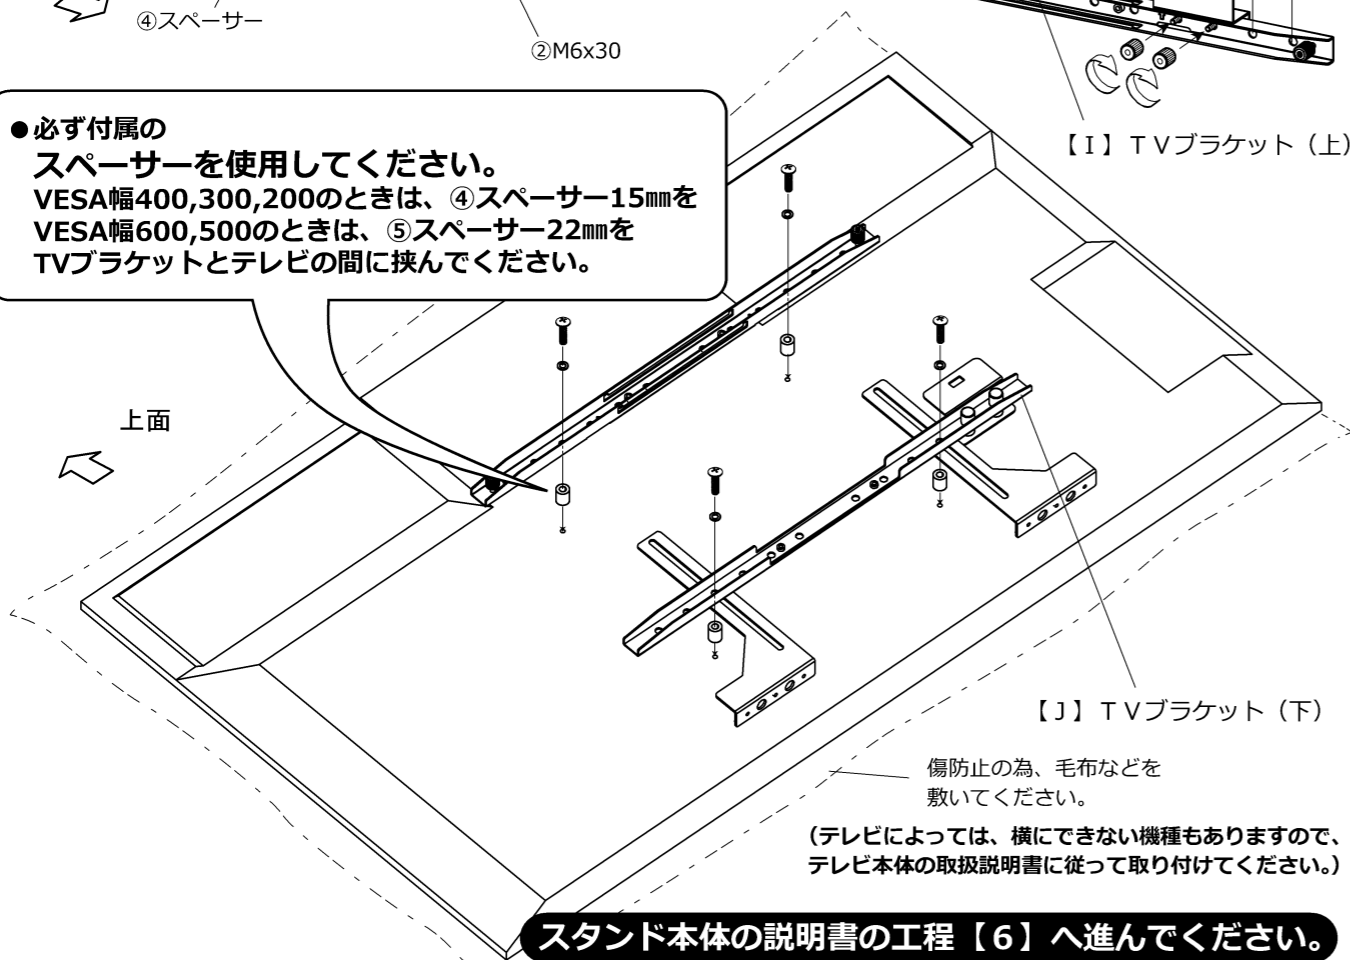 ④スペーサー
②M6x30
【I】TVブラケット（上）
●必ず付属の
スペーサーを使用してください。
VESA幅400,300,200のときは、④スペーサー15㎜を
VESA幅600,500のときは、⑤スペーサー22㎜を
TVブラケットとテレビの間に挟んでください。
上面
【J】TVブラケット（下）
傷防止の為、毛布などを
敷いてください。
（テレビによっては、横にできない機種もありますので、
テレビ本体の取扱説明書に従って取り付けてください。）
スタンド本体の説明書の工程【6】へ進んでください。